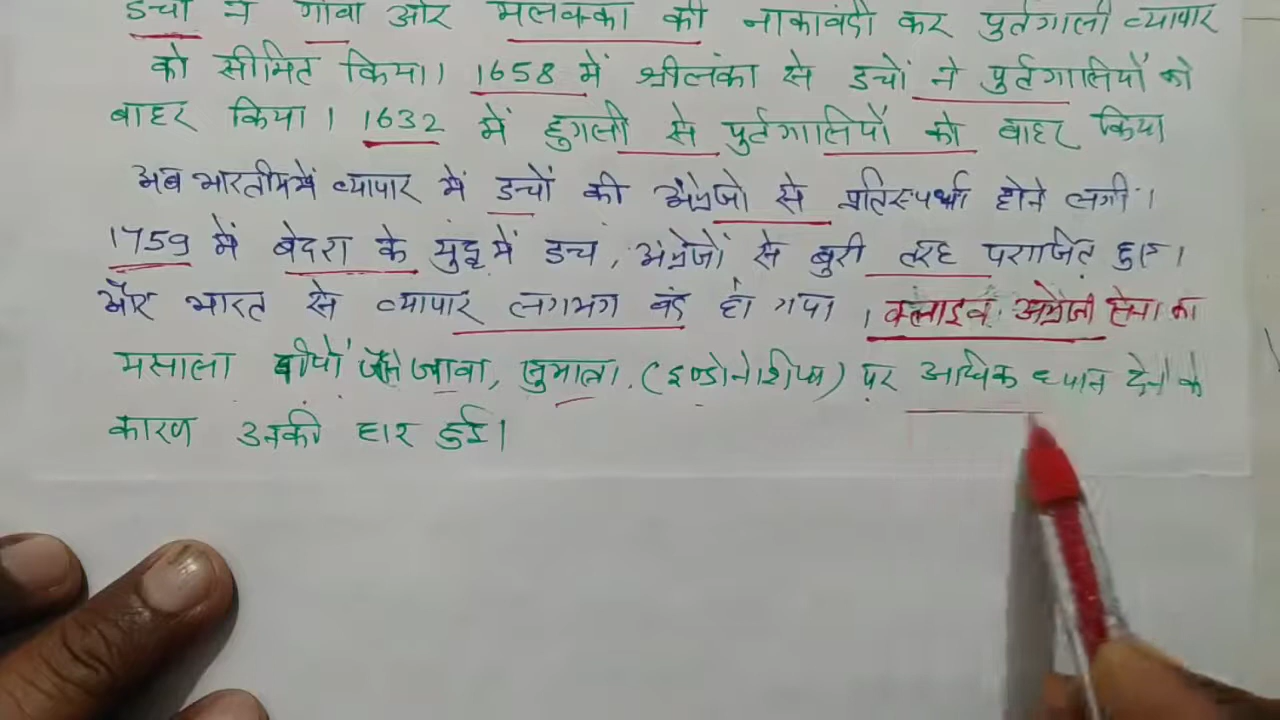 डचों ने गोवा और मलक्का की नाकावंदी कर पुर्तगाली व्यापार
को सीमित किया। 1658 में श्रीलंका से डचों ने पुर्तगालियों को
बाहर किया। 1632 में हुगली से पुर्तगालियों को बाहर किया
अब भारतीय में व्यापार में डचों की अंग्रेजो से प्रतिस्पर्धा होने लगी।
1759 में बेदरा के युद्ध में डच, अंग्रेजों से बुरी तरह पराजित हुए।
और भारत से व्यापार लगभग बंद हो गया। क्लाइव अंग्रेजी सेना का
मसाला द्वीपों जैसे जावा, सुमात्रा, (इण्डोनेशिया) पर अधिक ध्यान देने के
कारण उनकी हार हुई।